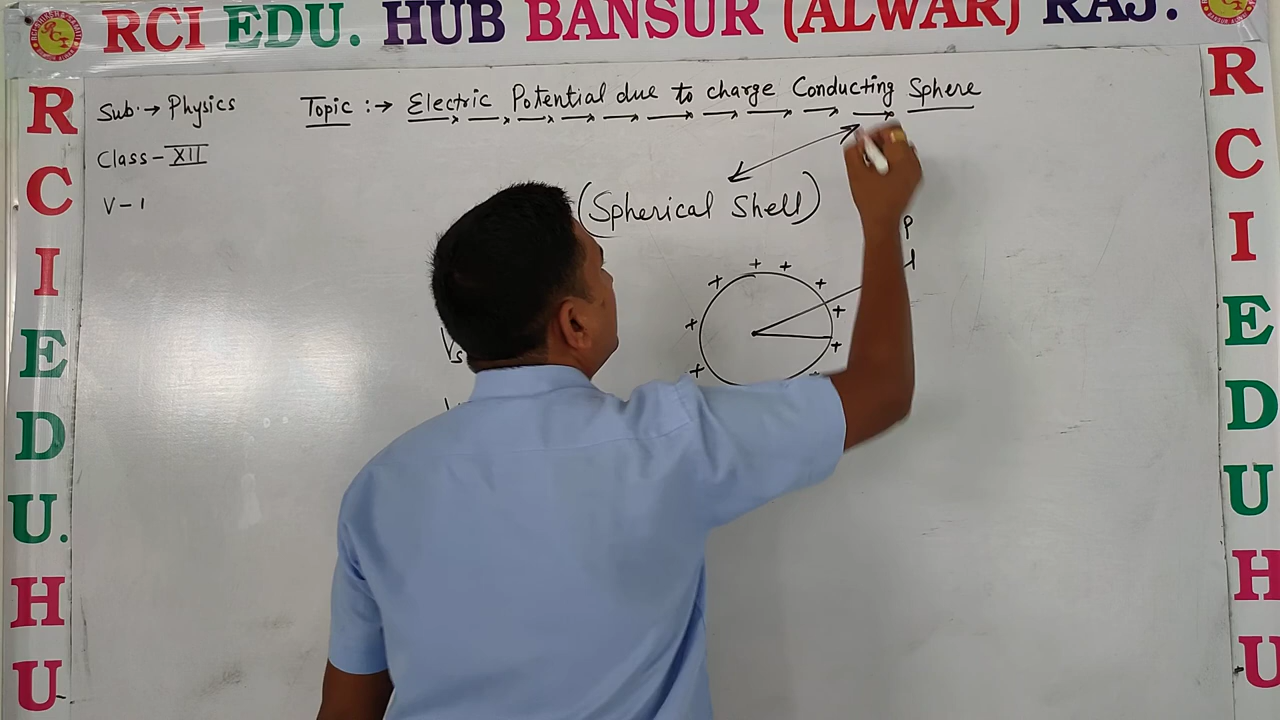 RCI EDU. HUB BANSUR (ALWAR) RAJ.
Sub:→ Physics
Topic :→ Electric Potential due to charge Conducting Sphere
Class - XII
V-1
(Spherical Shell)
P
Vs
R
C
I
E
D
U.
H
U
R
C
I
E
D
U.
H
U